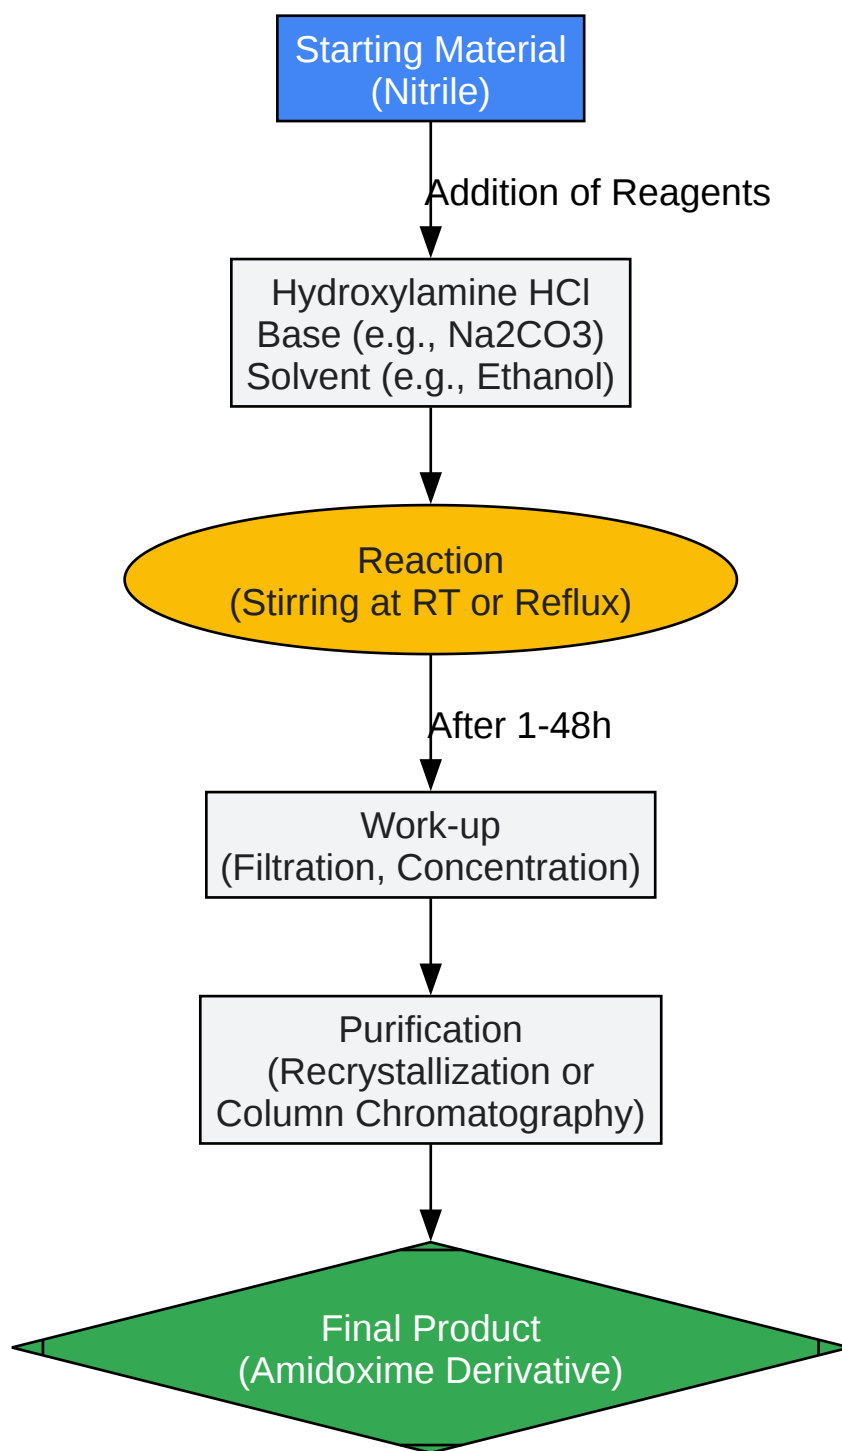 Starting Material
(Nitrile)
Addition of Reagents
Hydroxylamine HCl
Base (e.g., Na2CO3)
Solvent (e.g., Ethanol)
Reaction
(Stirring at RT or Reflux)
After 1-48h
Work-up
(Filtration, Concentration)
Purification
(Recrystallization or
Column Chromatography)
Final Product
(Amidoxime Derivative)